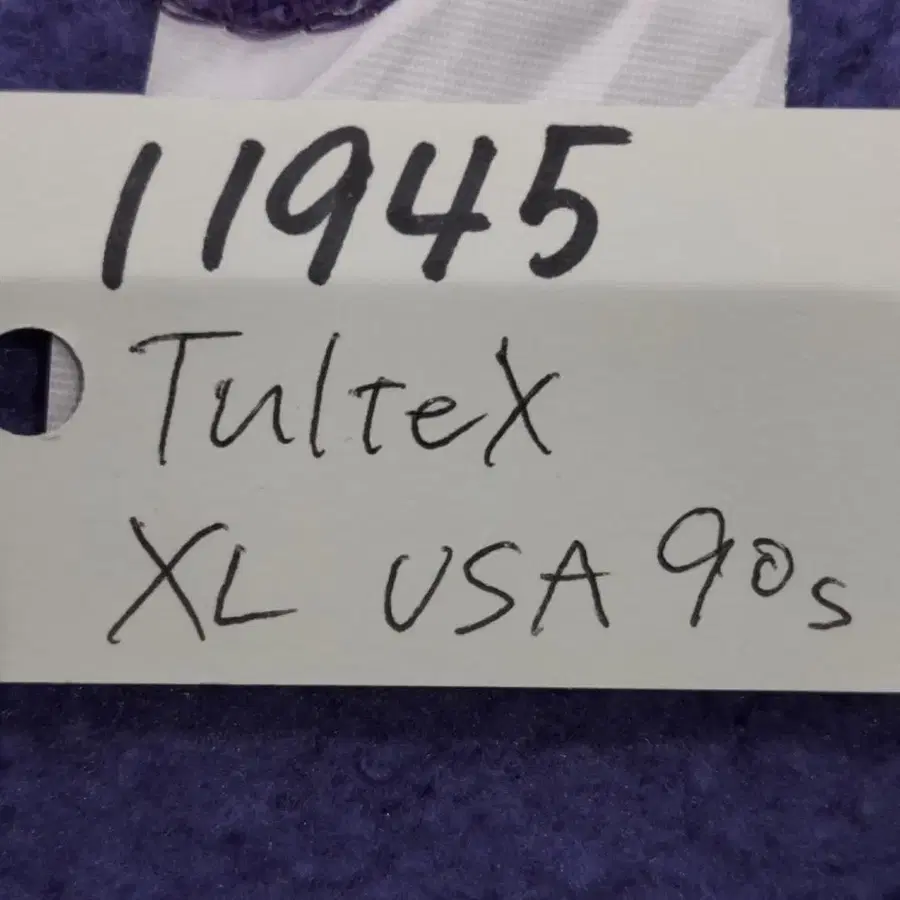 11945
Tultex
XL USA 90s